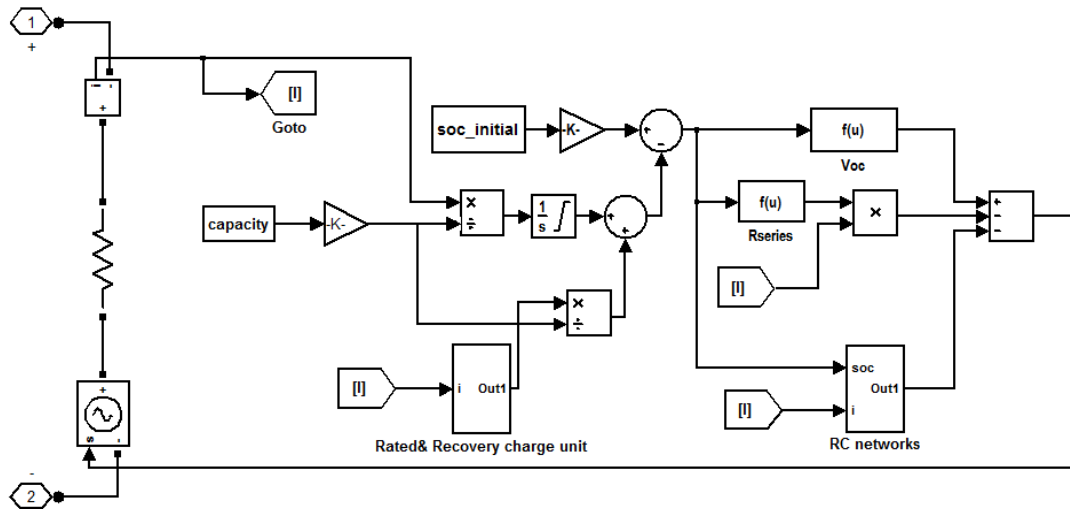 1
+
i
-
+
[I]
Goto
soc_initial
-K-
+
−
f(u)
Voc
capacity
-K-
×
÷
1
s
+
+
f(u)
Rseries
×
+
−
−
[I]
×
÷
[I]
i
Out1
Rated& Recovery charge unit
soc
Out1
i
[I]
RC networks
+
s
-
-
2